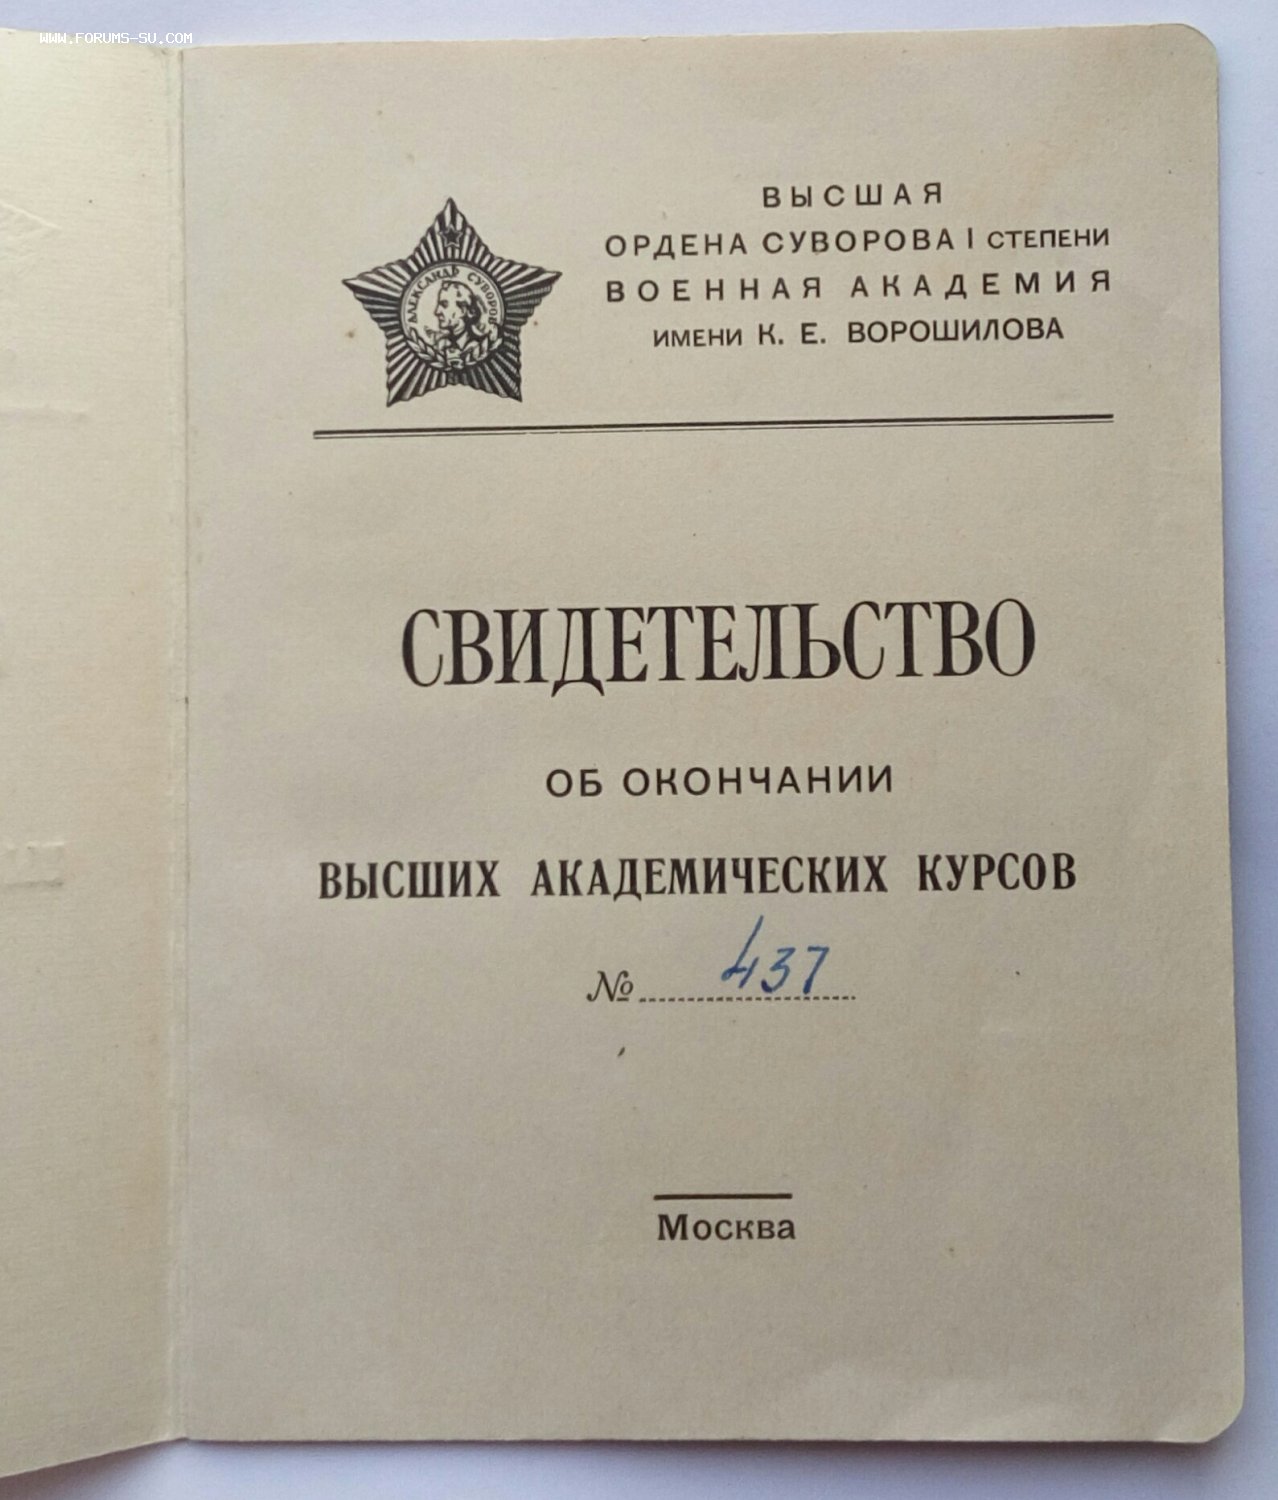 WWW.FORUMS-SU.COM
ВЫСШАЯ
ОРДЕНА СУВОРОВА I СТЕПЕНИ
ВОЕННАЯ АКАДЕМИЯ
ИМЕНИ К. Е. ВОРОШИЛОВА
АЛЕКСАНДР СУВОРОВ
СВИДЕТЕЛЬСТВО
ОБ ОКОНЧАНИИ
ВЫСШИХ АКАДЕМИЧЕСКИХ КУРСОВ
№ 437
Москва